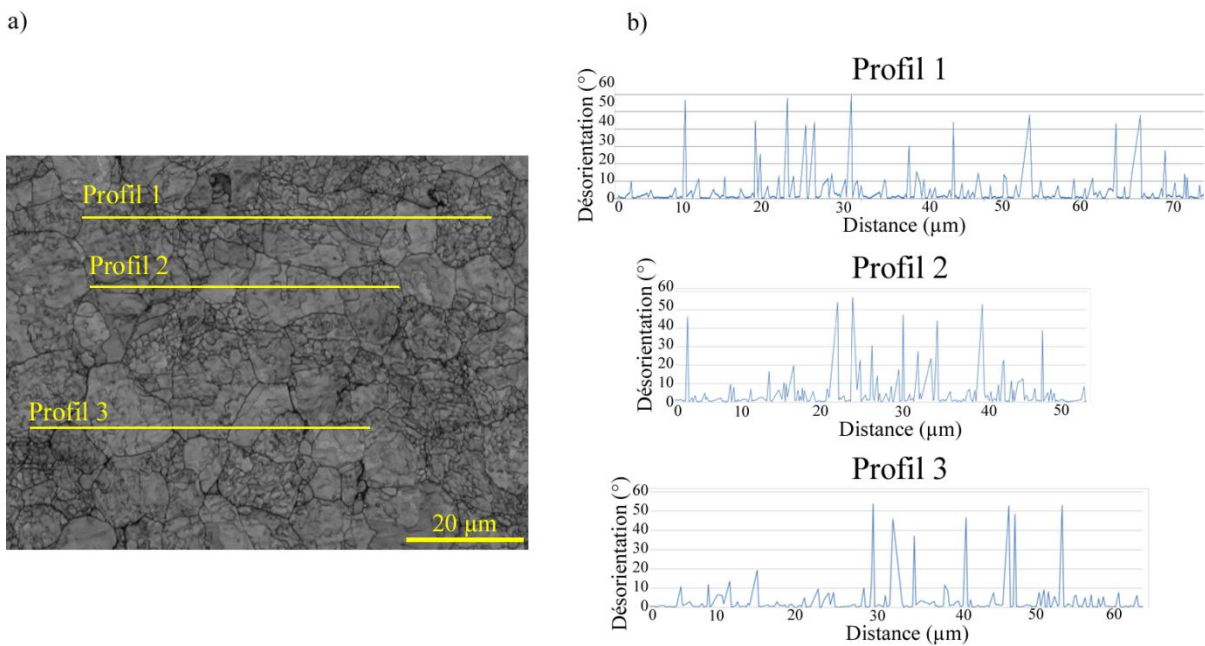 a)
Profil 1
Profil 2
Profil 3
20 µm
b)
Profil 1
Désorientation (°)
60
50
40
30
20
10
0
0 10 20 30 40 50 60 70
Distance (µm)
Profil 2
Désorientation (°)
60
50
40
30
20
10
0
0 10 20 30 40 50
Distance (µm)
Profil 3
Désorientation (°)
60
50
40
30
20
10
0
0 10 20 30 40 50 60
Distance (µm)